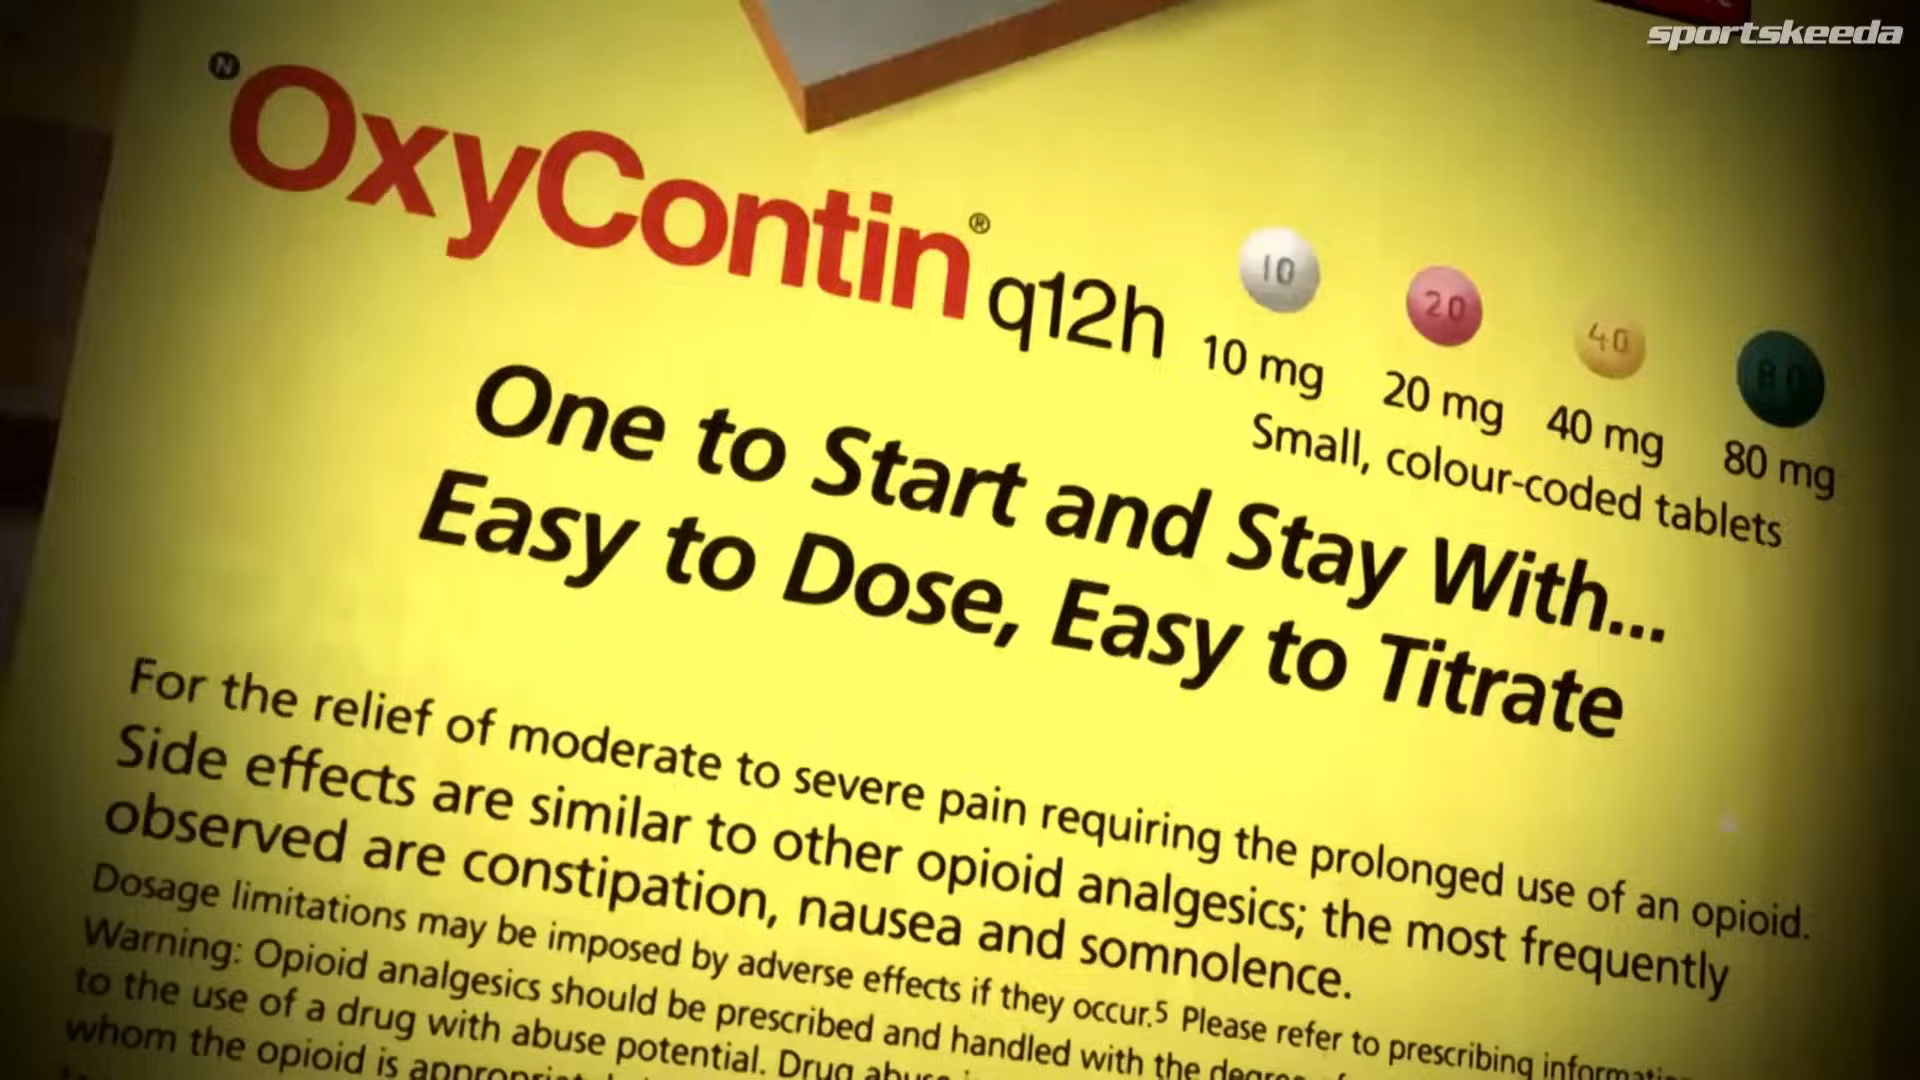 sportskeeda
N
OxyContin® q12h
10
20
40
80
10 mg 20 mg 40 mg 80 mg
Small, colour-coded tablets
One to Start and Stay With...
Easy to Dose, Easy to Titrate
For the relief of moderate to severe pain requiring the prolonged use of an opioid.
Side effects are similar to other opioid analgesics; the most frequently
observed are constipation, nausea and somnolence.
Dosage limitations may be imposed by adverse effects if they occur.5 Please refer to prescribing
Warning: Opioid analgesics should be prescribed and handled with the degree
to the use of a drug with abuse potential. Drug
whom the opioid is